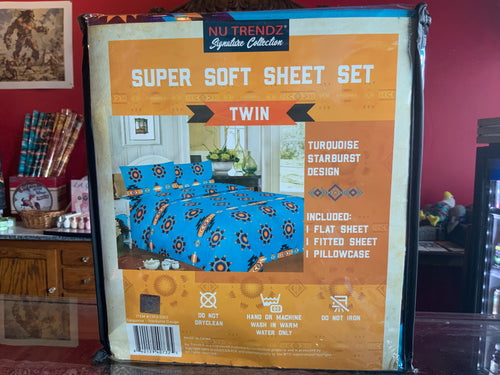 NU TRENDZ
Signature Collection
SUPER SOFT SHEET SET
TWIN
TURQUOISE
STARBURST
DESIGN
INCLUDED:
1 FLAT SHEET
1 FITTED SHEET
1 PILLOWCASE
DO NOT
DRYCLEAN
HAND OR MACHINE
WASH IN WARM
WATER ONLY
DO NOT IRON